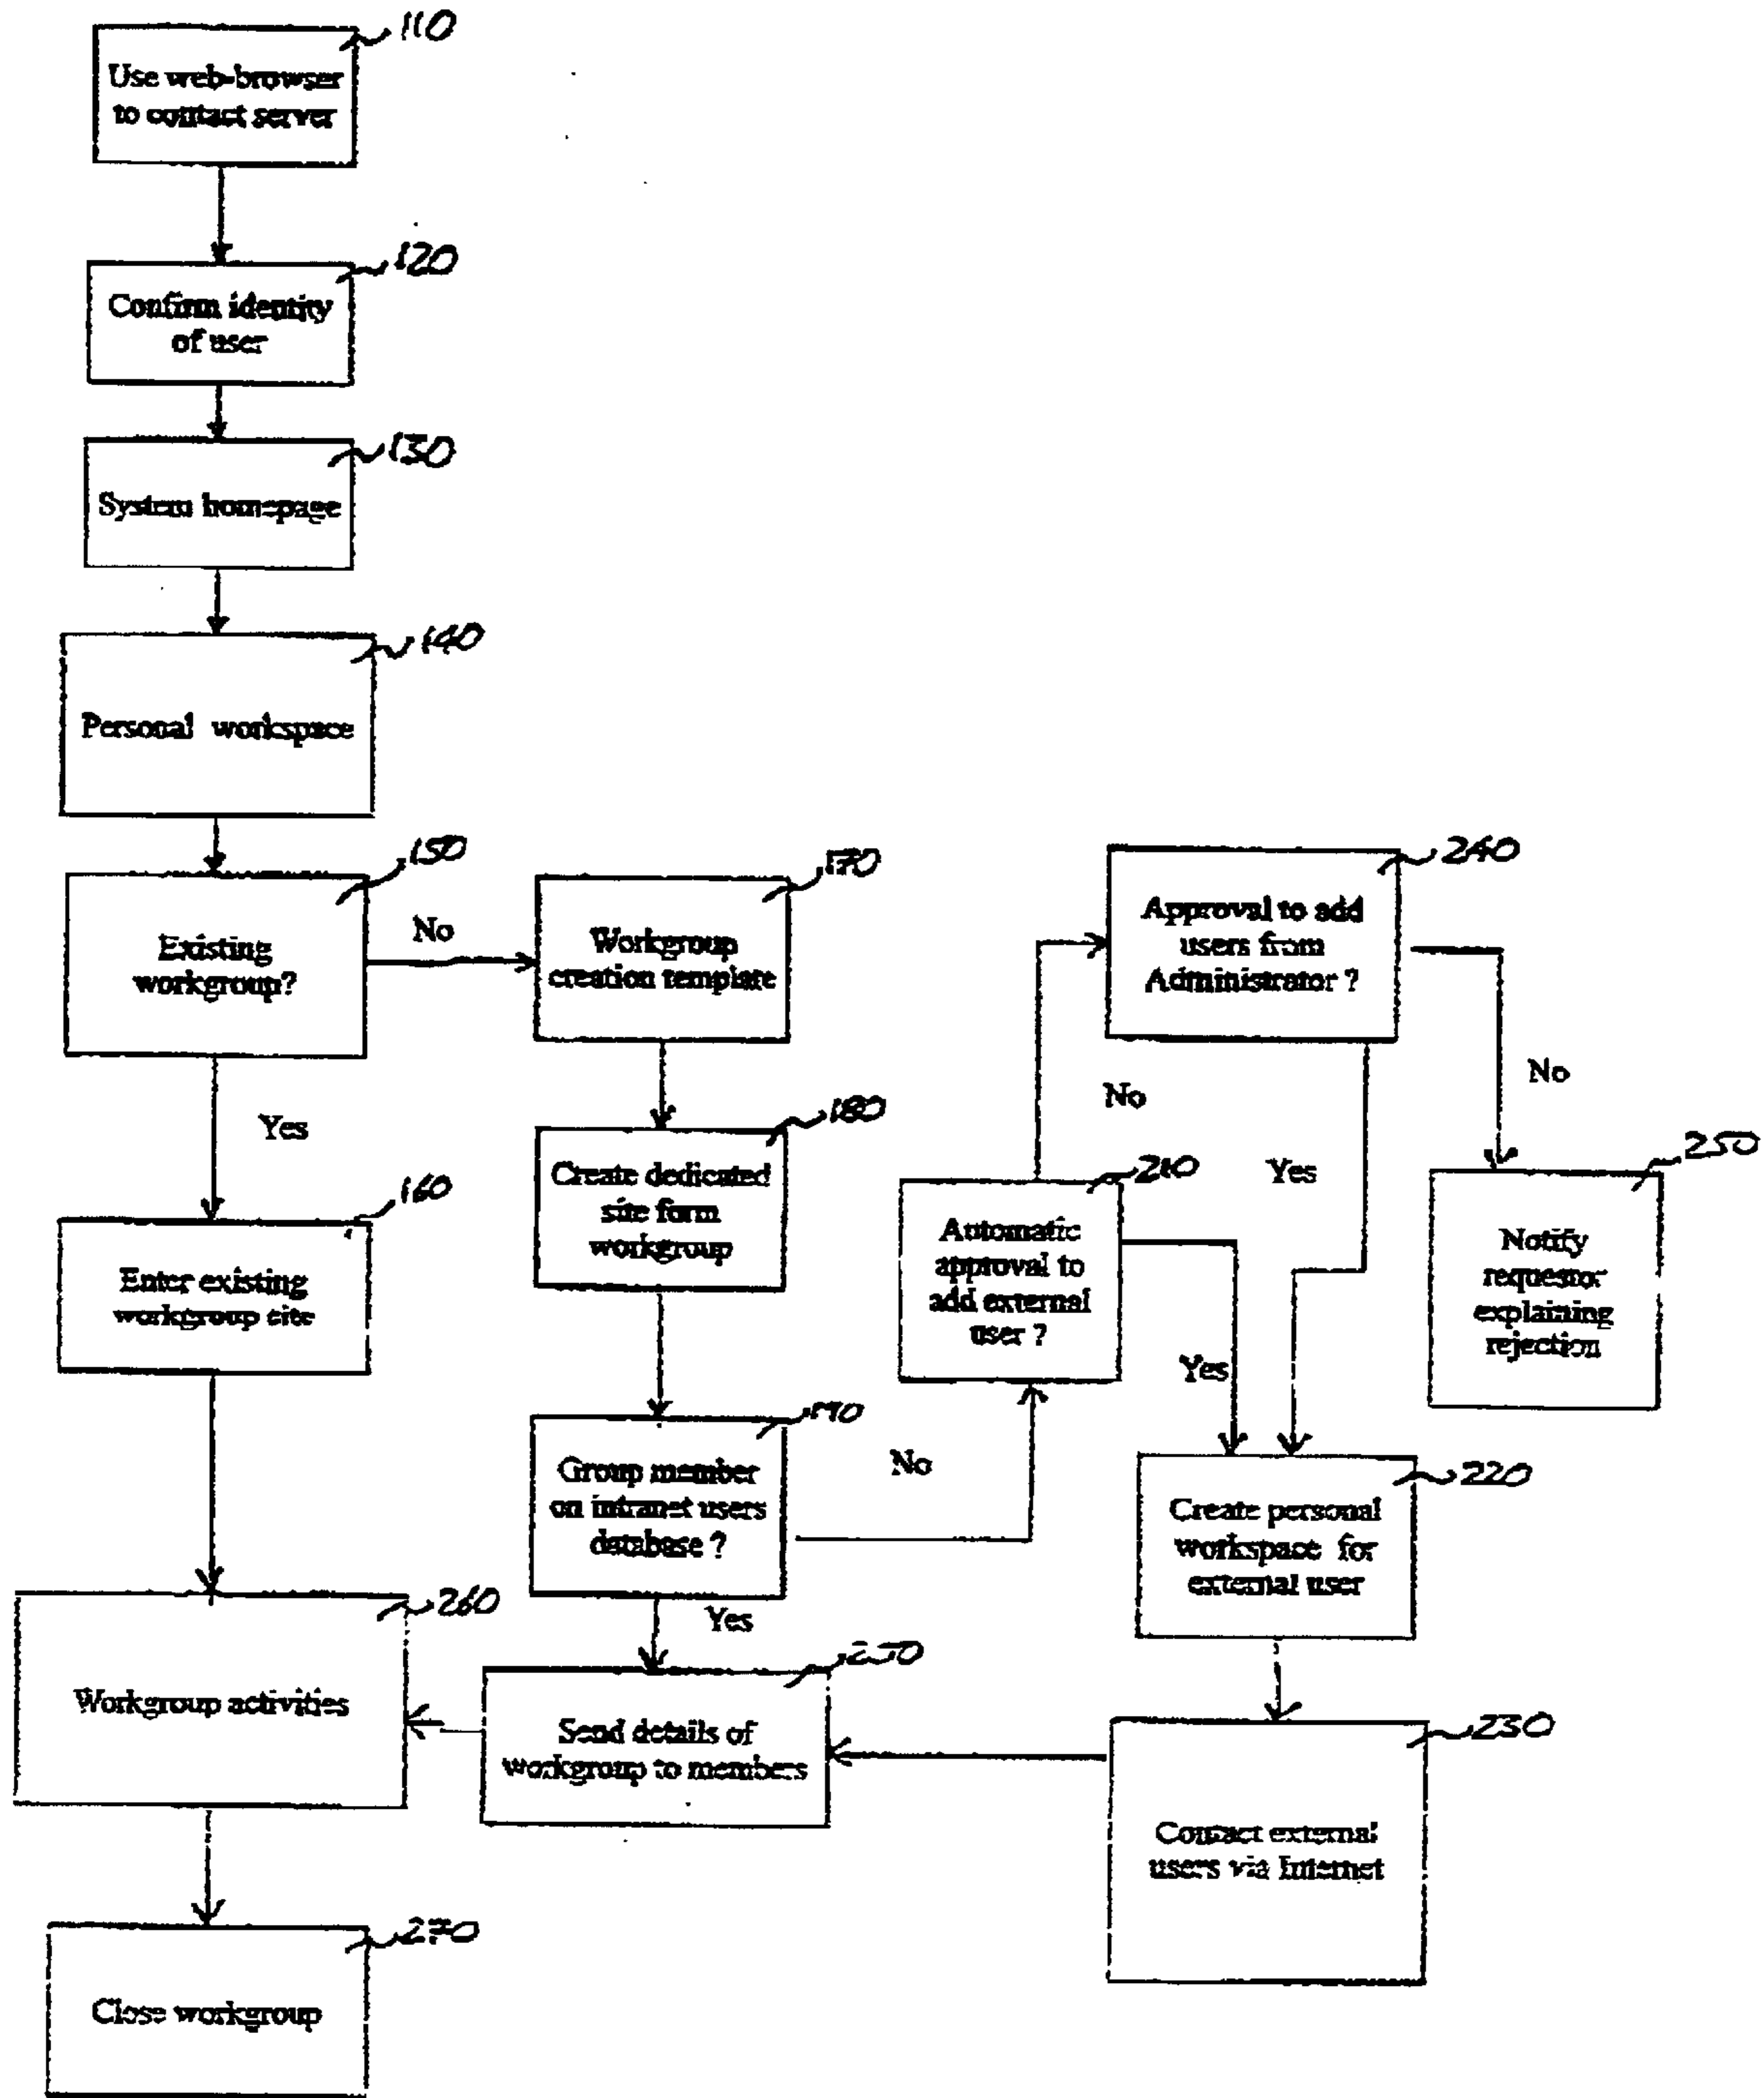 110
Use web-browser
to contact server
120
Confirm identity
of user
130
System homepage
140
Personal workspace
150
Existing
workgroup?
No
Yes
160
Enter existing
workgroup site
170
Workgroup
creation template
180
Create dedicated
site form
workgroup
190
Group member
on intranet users
database ?
No
Yes
210
Automatic
approval to
add external
user ?
No
Yes
240
Approval to add
users from
Administrator ?
No
Yes
250
Notify
requestor
explaining
rejection
220
Create personal
workspace for
external user
230
Contact external
users via Internet
Send details of
workgroup to members
260
Workgroup activities
270
Close workgroup